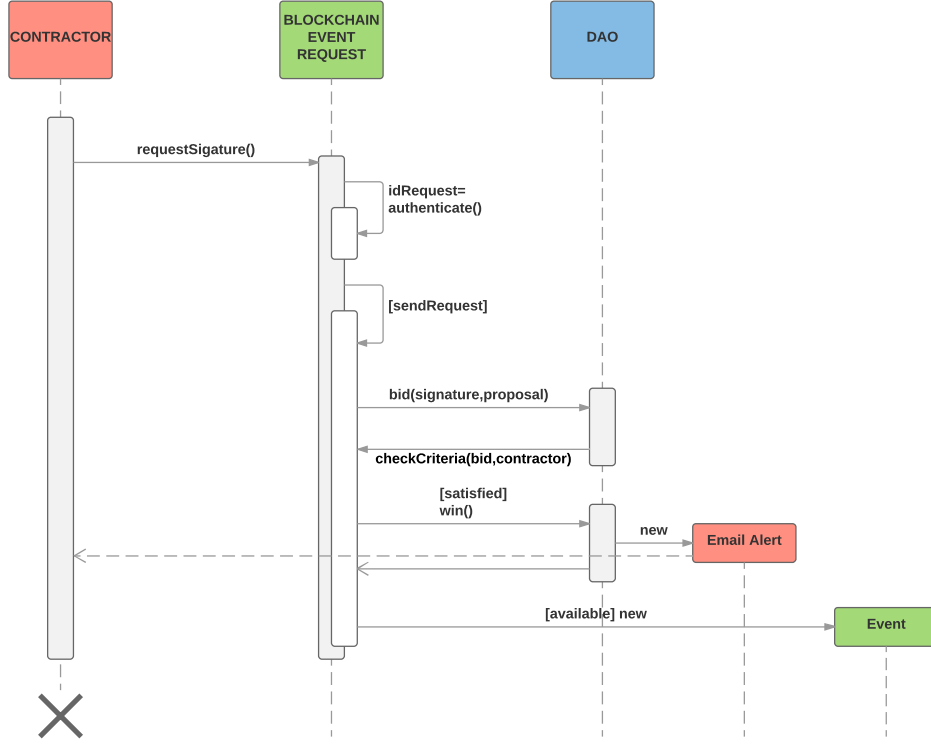 CONTRACTOR
BLOCKCHAIN
EVENT
REQUEST
DAO
requestSigature()
idRequest=
authenticate()
[sendRequest]
bid(signature,proposal)
checkCriteria(bid,contractor)
[satisfied]
win()
new
Email Alert
[available] new
Event